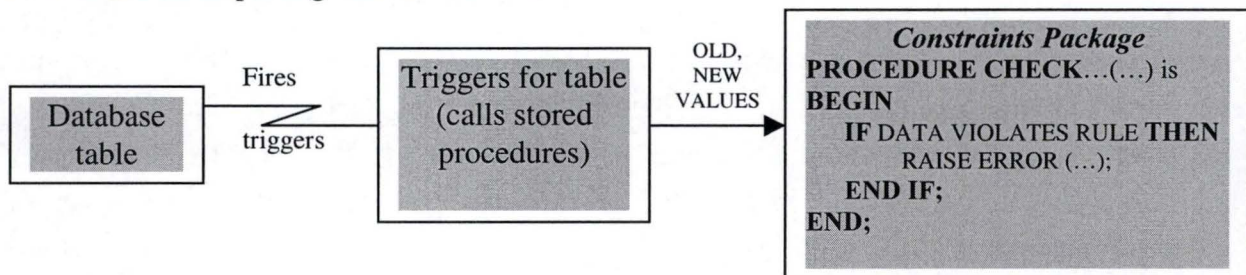 Database
table
Fires
triggers
Triggers for table
(calls stored
procedures)
OLD,
NEW
VALUES
Constraints Package
PROCEDURE CHECK…(…) is
BEGIN
IF DATA VIOLATES RULE THEN
RAISE ERROR (…);
END IF;
END;